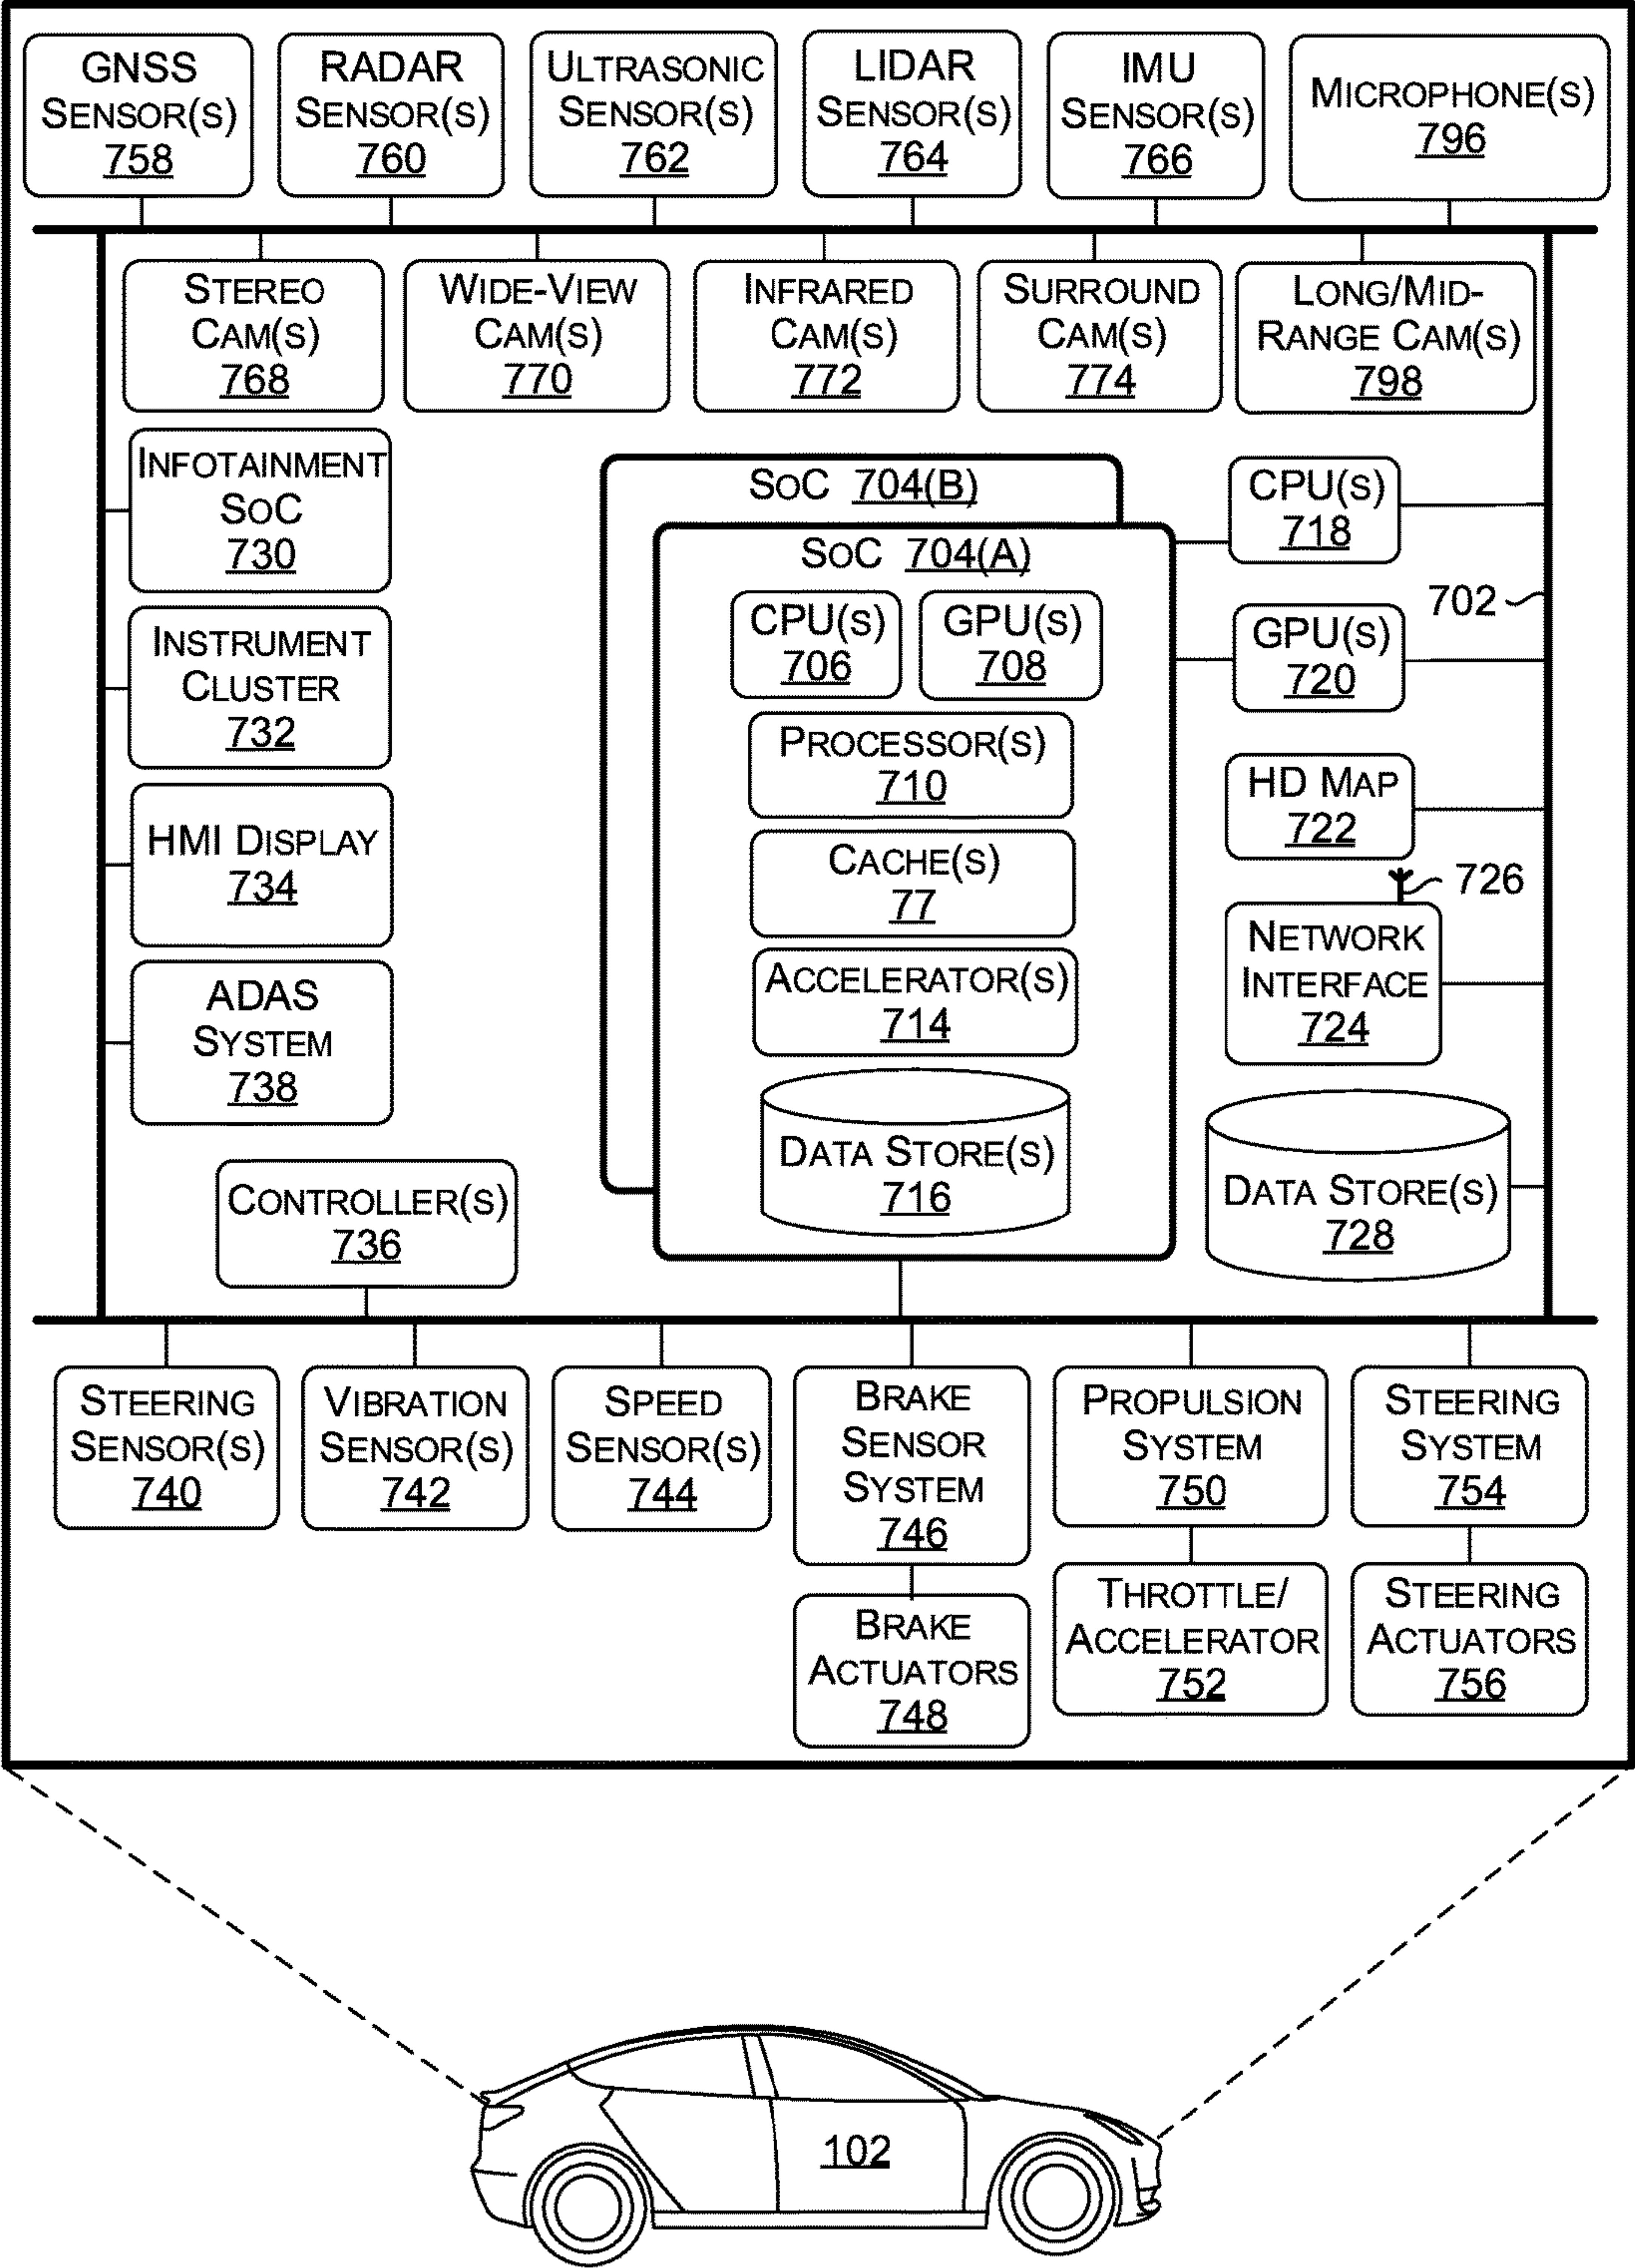 GNSS
SENSOR(S)
758
RADAR
SENSOR(S)
760
ULTRASONIC
SENSOR(S)
762
LIDAR
SENSOR(S)
764
IMU
SENSOR(S)
766
MICROPHONE(S)
796
STEREO
CAM(S)
768
WIDE-VIEW
CAM(S)
770
INFRARED
CAM(S)
772
SURROUND
CAM(S)
774
LONG/MID-
RANGE CAM(S)
798
INFOTAINMENT
SOC
730
INSTRUMENT
CLUSTER
732
HMI DISPLAY
734
ADAS
SYSTEM
738
CONTROLLER(S)
736
SOC 704(B)
SOC 704(A)
CPU(S)
706
GPU(S)
708
PROCESSOR(S)
710
CACHE(S)
77
ACCELERATOR(S)
714
DATA STORE(S)
716
CPU(S)
718
702
GPU(S)
720
HD MAP
722
726
NETWORK
INTERFACE
724
DATA STORE(S)
728
STEERING
SENSOR(S)
740
VIBRATION
SENSOR(S)
742
SPEED
SENSOR(S)
744
BRAKE
SENSOR
SYSTEM
746
PROPULSION
SYSTEM
750
STEERING
SYSTEM
754
BRAKE
ACTUATORS
748
THROTTLE/
ACCELERATOR
752
STEERING
ACTUATORS
756
102